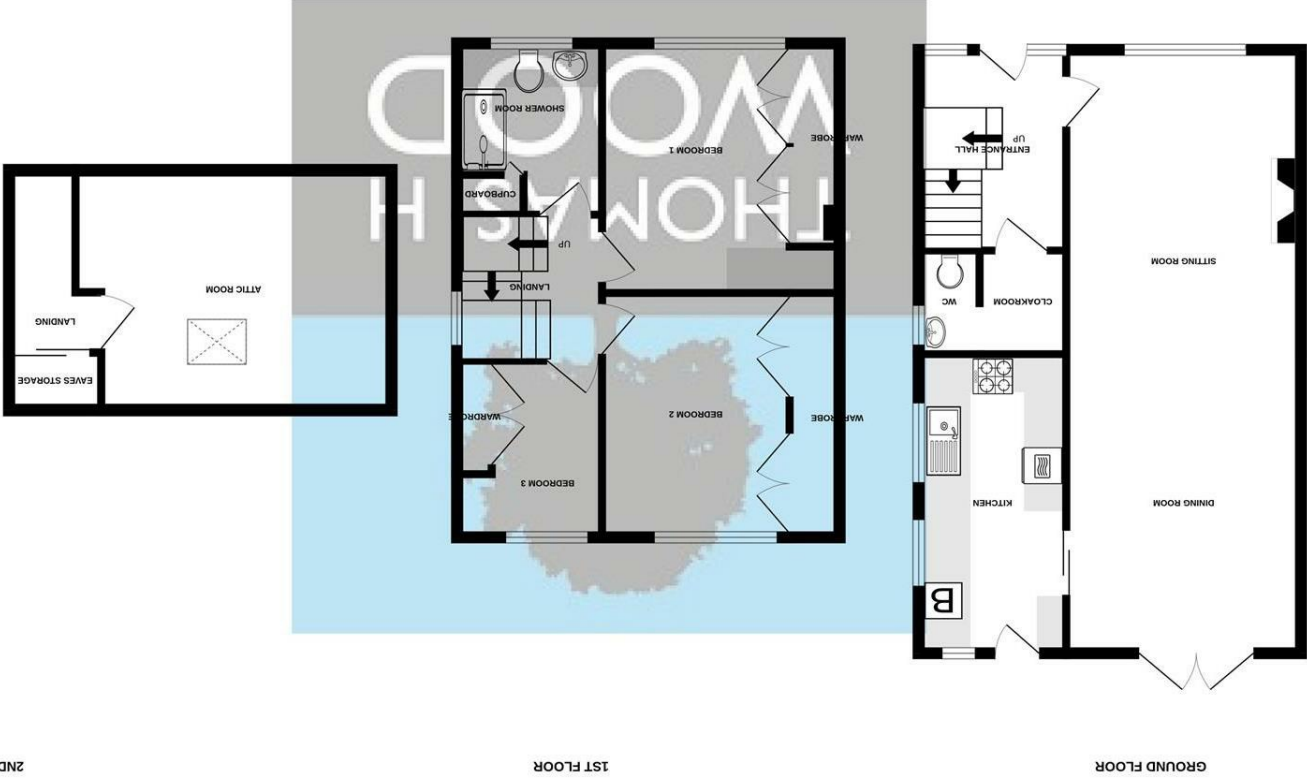 GROUND FLOOR
DINING ROOM
KITCHEN
B
SITTING ROOM
CLOAKROOM
WC
ENTRANCE HALL
UP
1ST FLOOR
BEDROOM 3
WARDROBE
BEDROOM 2
WARDROBE
LANDING
UP
CUPBOARD
BEDROOM 1
WARDROBE
SHOWER ROOM
THOMAS H
WOOD
2ND
EAVES STORAGE
LANDING
ATTIC ROOM